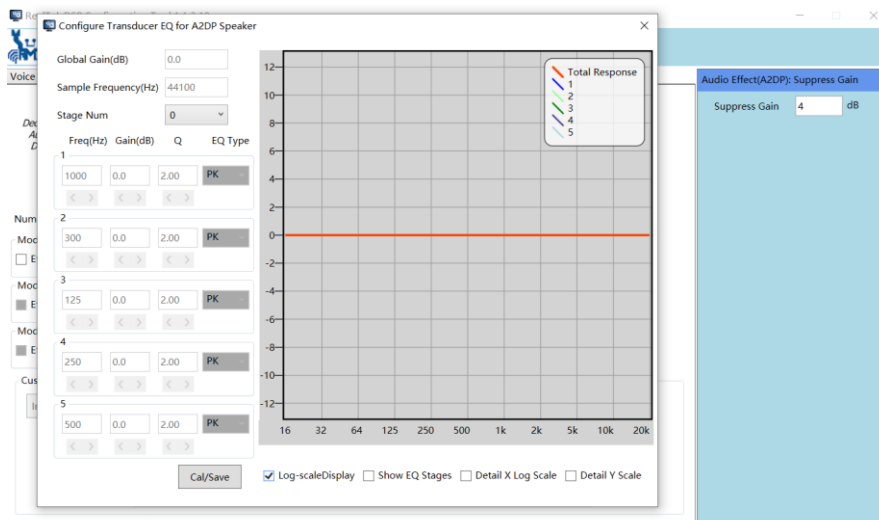 Configure Transducer EQ for A2DP Speaker
Global Gain(dB) 0.0
Sample Frequency(Hz) 44100
Stage Num 0
Freq(Hz) Gain(dB) Q EQ Type
1
1000 0.0 2.00 PK
2
300 0.0 2.00 PK
3
125 0.0 2.00 PK
4
250 0.0 2.00 PK
5
500 0.0 2.00 PK
Cal/Save
12
10
8
6
4
2
0
-2
-4
-6
-8
-10
-12
16 32 64 125 250 500 1k 2k 5k 10k 20k
Total Response
1
2
3
4
5
Log-scaleDisplay Show EQ Stages Detail X Log Scale Detail Y Scale
Voice
Num
Mod
E
Mod
E
Mod
E
Cus
Audio Effect(A2DP): Suppress Gain
Suppress Gain 4 dB